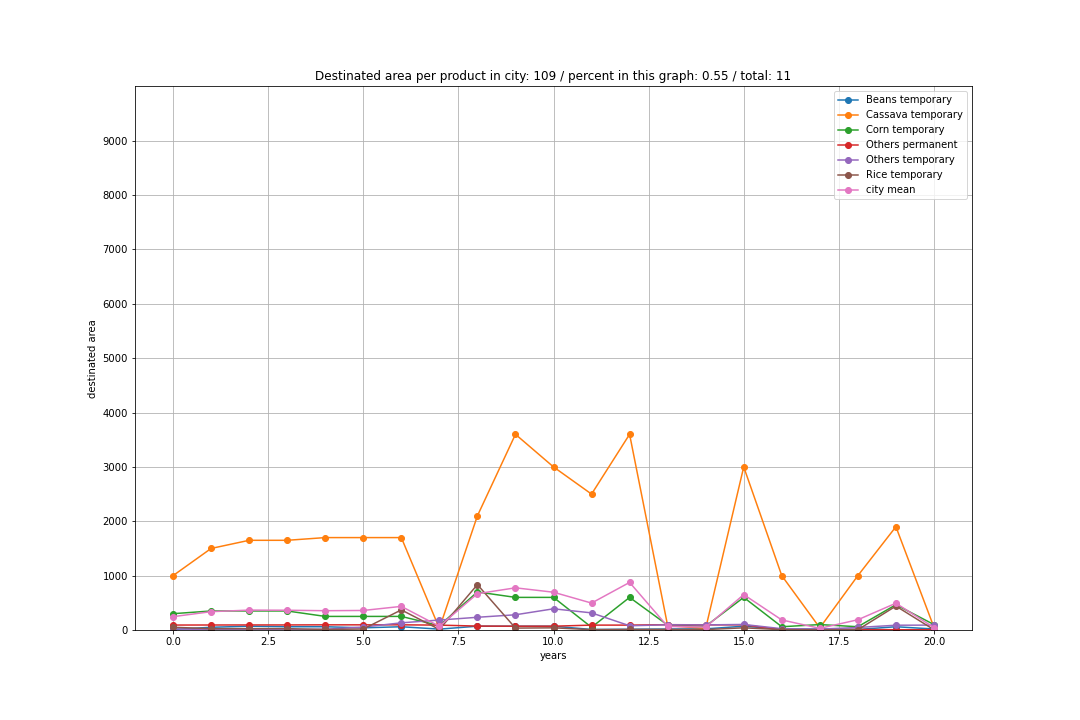 Destinated area per product in city: 109 / percent in this graph: 0.55 / total: 11
Beans temporary
Cassava temporary
Corn temporary
Others permanent
Others temporary
Rice temporary
city mean
9000
8000
7000
6000
5000
4000
3000
2000
1000
0
destinated area
0.0 2.5 5.0 7.5 10.0 12.5 15.0 17.5 20.0
years